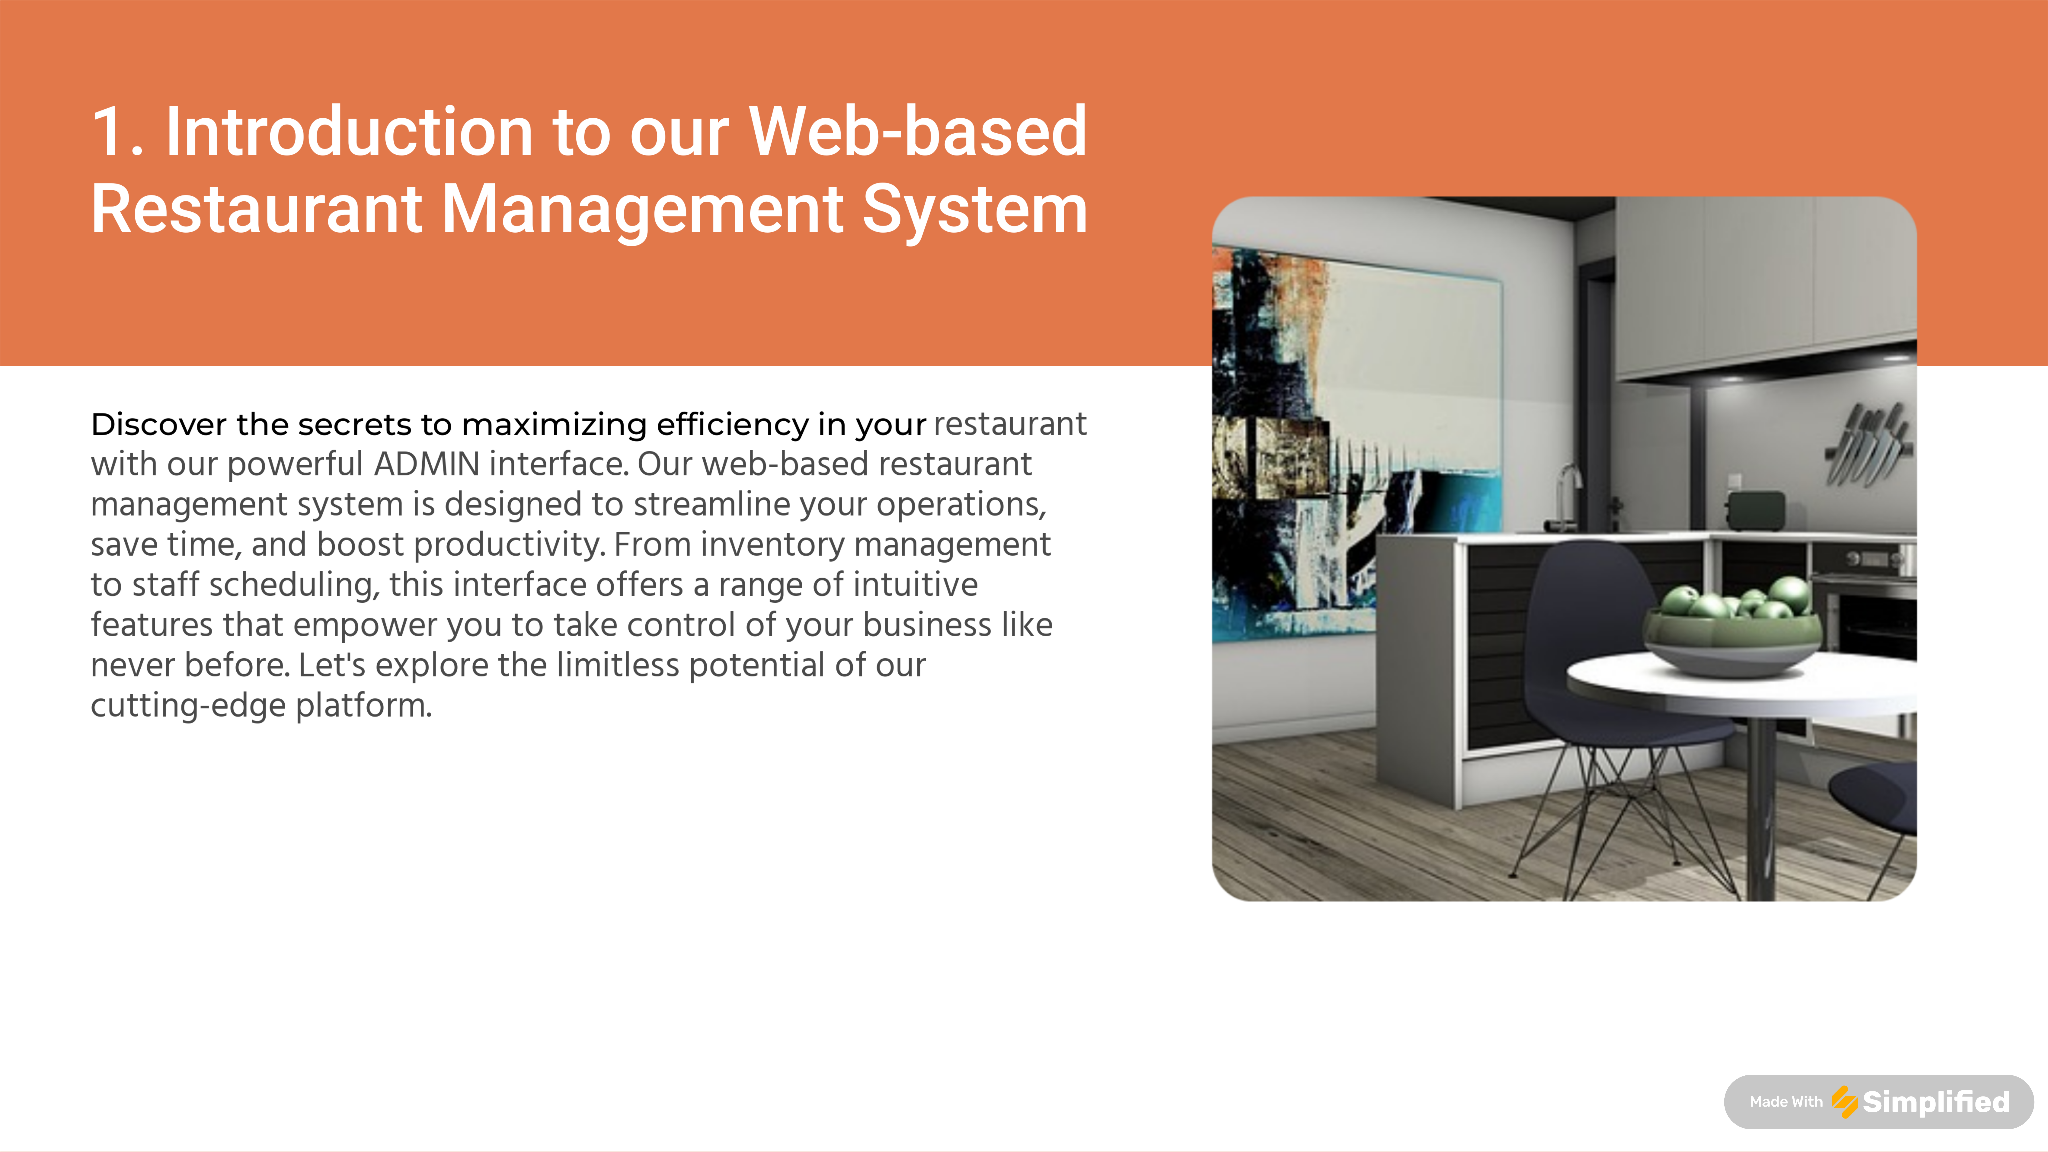 1. Introduction to our Web-based
Restaurant Management System
Discover the secrets to maximizing efficiency in your restaurant
with our powerful ADMIN interface. Our web-based restaurant
management system is designed to streamline your operations,
save time, and boost productivity. From inventory management
to staff scheduling, this interface offers a range of intuitive
features that empower you to take control of your business like
never before. Let's explore the limitless potential of our
cutting-edge platform.
Made With Simplified